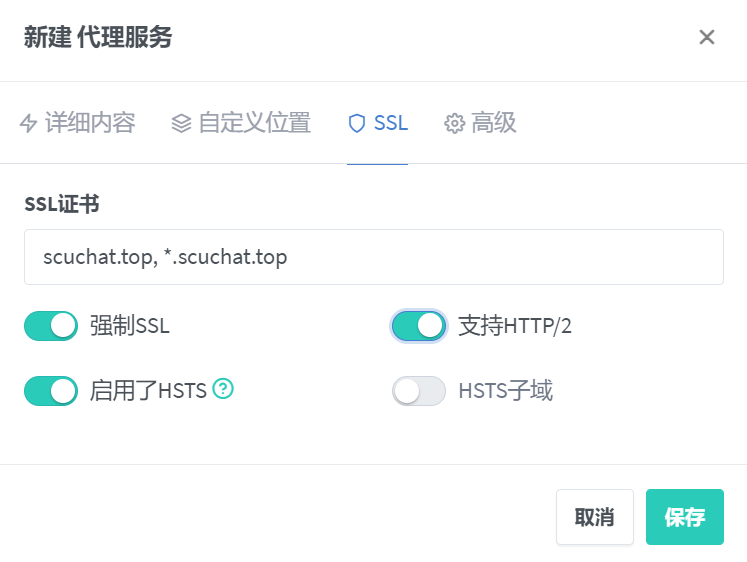 新建 代理服务
详细内容 自定义位置 SSL 高级
SSL证书
scuchat.top, *.scuchat.top
强制SSL 支持HTTP/2
启用了HSTS HSTS子域
取消 保存